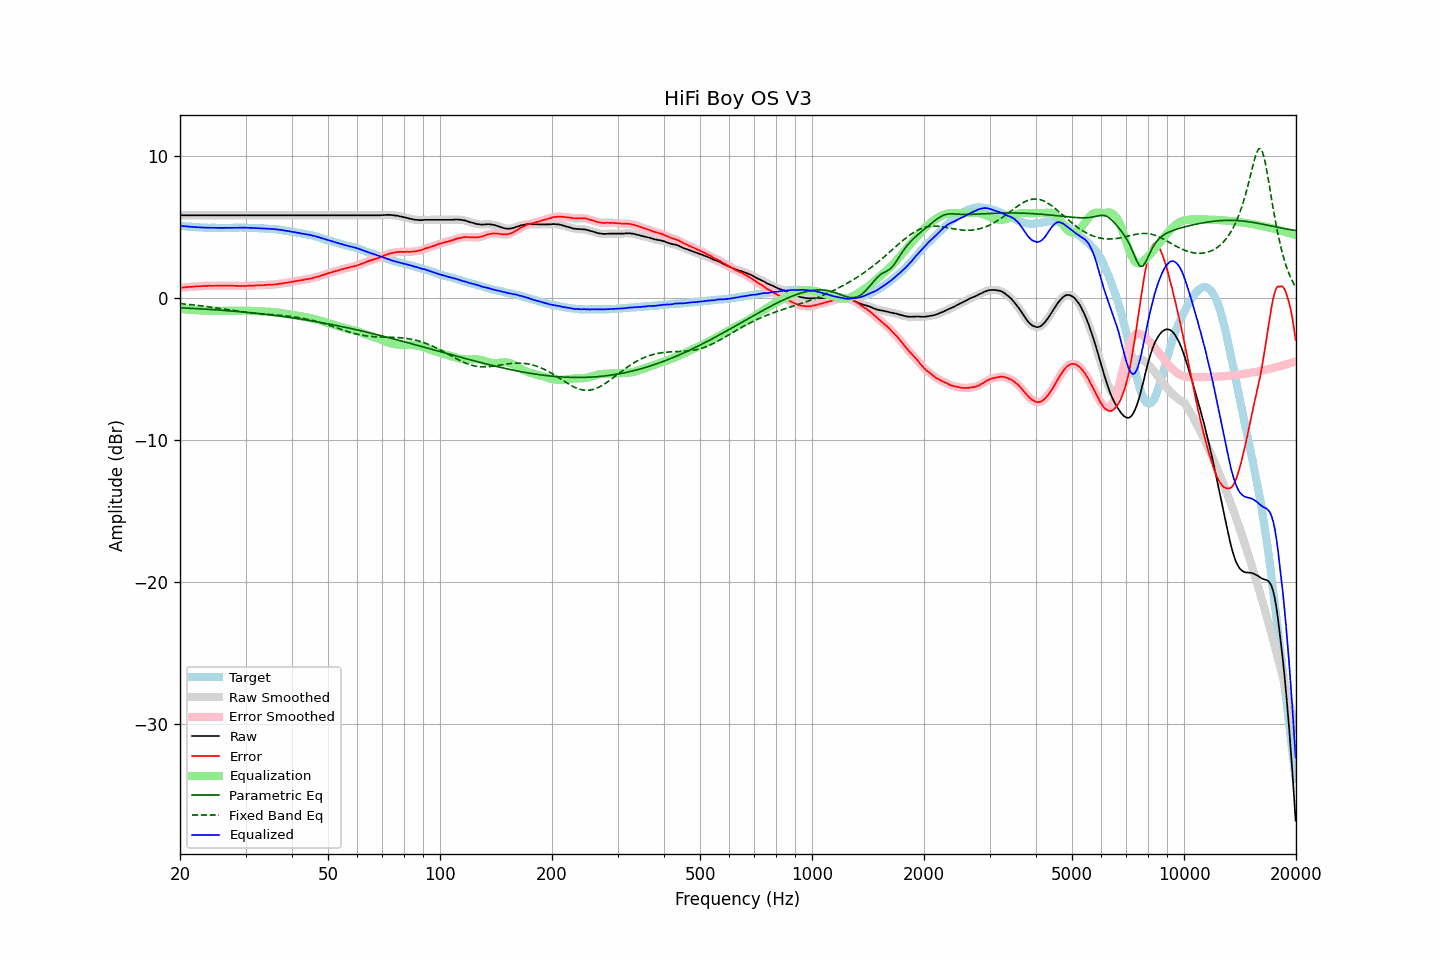 HiFi Boy OS V3
10
0
−10
−20
−30
Amplitude (dBr)
Target
Raw Smoothed
Error Smoothed
Raw
Error
Equalization
Parametric Eq
Fixed Band Eq
Equalized
20
50
100
200
500
1000
2000
5000
10000
20000
Frequency (Hz)